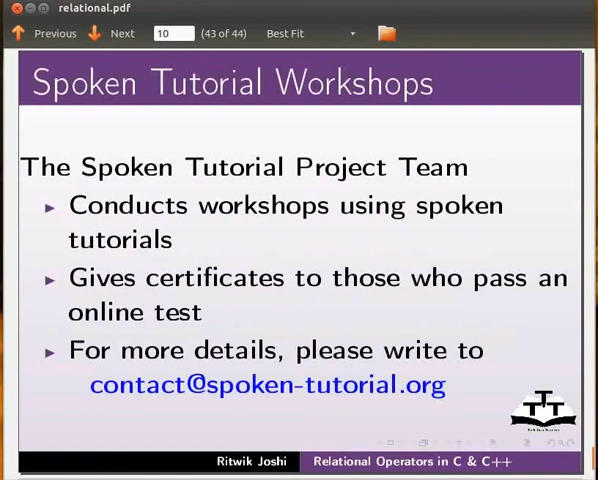 relational.pdf
Previous Next 10 (43 of 44) Best Fit
Spoken Tutorial Workshops
The Spoken Tutorial Project Team
Conducts workshops using spoken
tutorials
Gives certificates to those who pass an
online test
For more details, please write to
contact@spoken-tutorial.org
Ritwik Joshi Relational Operators in C & C++